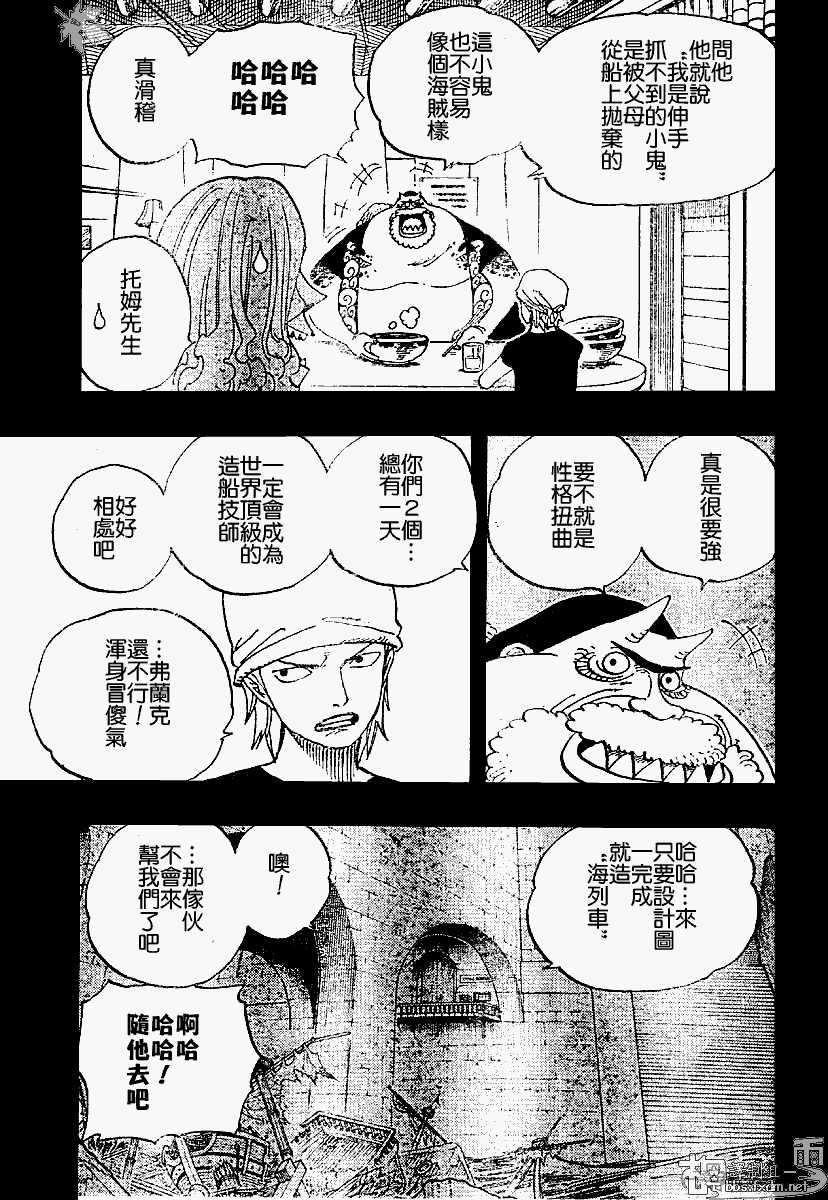 問他
他就說
“我是伸手
抓不到的小鬼”
是被父母
從船上拋棄的
這小鬼
也不容易
像個海賊樣
哈哈哈
哈哈
真滑稽
托姆先生
真是很要強
要不就是
性格扭曲
你們2個…
總有一天
一定會成為
世界頂級的
造船技師
好好
相處吧
…弗蘭克
還不行！
渾身冒傻氣
哈哈…來
只要設計圖
一完成
就造
“海列車”
噢！
…那傢伙
不會來
幫我們了吧
啊哈
哈哈！
隨他去吧
bbs.lxdm.net